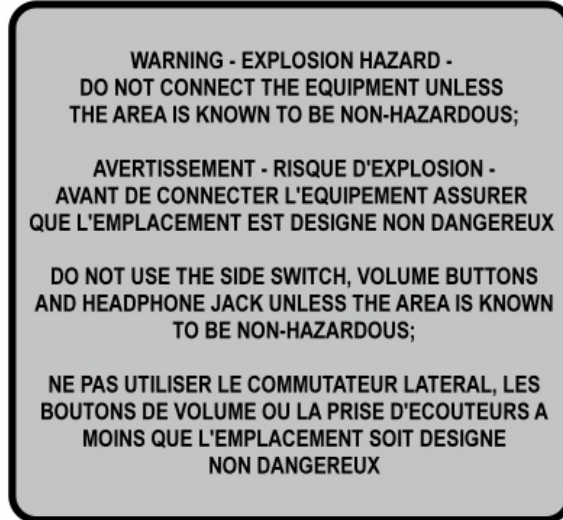 WARNING - EXPLOSION HAZARD -
DO NOT CONNECT THE EQUIPMENT UNLESS
THE AREA IS KNOWN TO BE NON-HAZARDOUS;
AVERTISSEMENT - RISQUE D'EXPLOSION -
AVANT DE CONNECTER L'EQUIPEMENT ASSURER
QUE L'EMPLACEMENT EST DESIGNE NON DANGEREUX
DO NOT USE THE SIDE SWITCH, VOLUME BUTTONS
AND HEADPHONE JACK UNLESS THE AREA IS KNOWN
TO BE NON-HAZARDOUS;
NE PAS UTILISER LE COMMUTATEUR LATERAL, LES
BOUTONS DE VOLUME OU LA PRISE D'ECOUTEURS A
MOINS QUE L'EMPLACEMENT SOIT DESIGNE
NON DANGEREUX